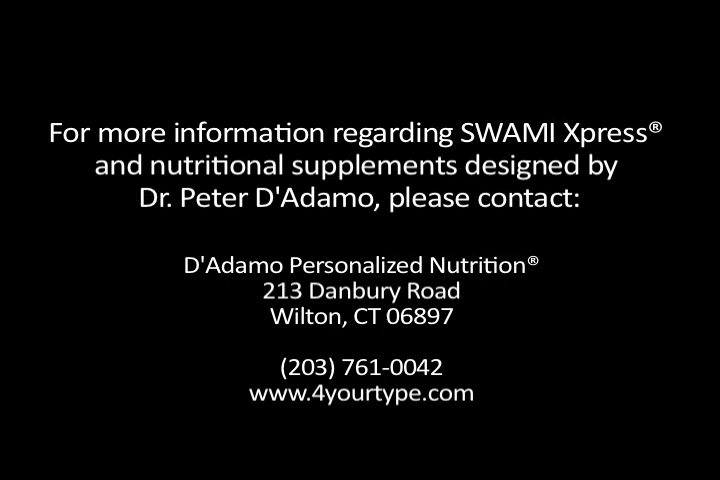 For more information regarding SWAMI Xpress®
and nutritional supplements designed by
Dr. Peter D'Adamo, please contact:
D'Adamo Personalized Nutrition®
213 Danbury Road
Wilton, CT 06897
(203) 761-0042
www.4yourtype.com